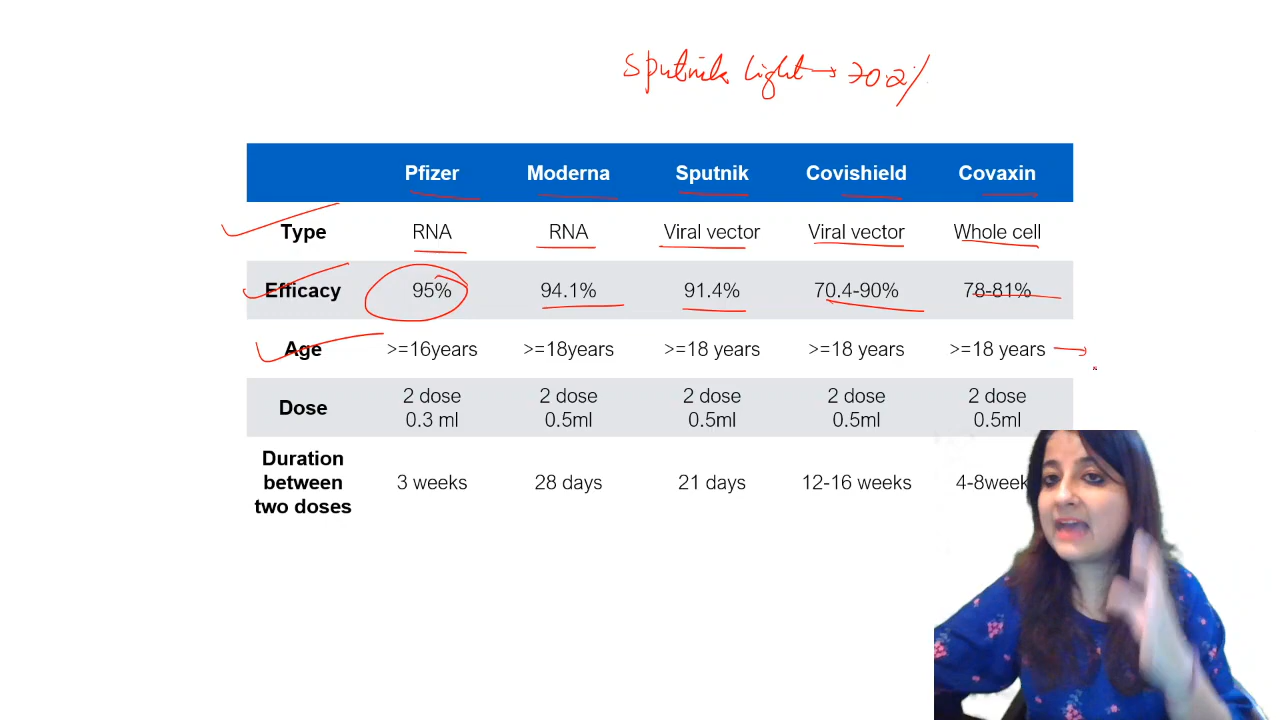 Sputnik light → 70.2%
Pfizer Moderna Sputnik Covishield Covaxin
Type RNA RNA Viral vector Viral vector Whole cell
Efficacy 95% 94.1% 91.4% 70.4-90% 78-81%
Age >=16years >=18years >=18 years >=18 years >=18 years
Dose 2 dose 2 dose 2 dose 2 dose 2 dose
0.3 ml 0.5ml 0.5ml 0.5ml 0.5ml
Duration
between 3 weeks 28 days 21 days 12-16 weeks 4-8week
two doses